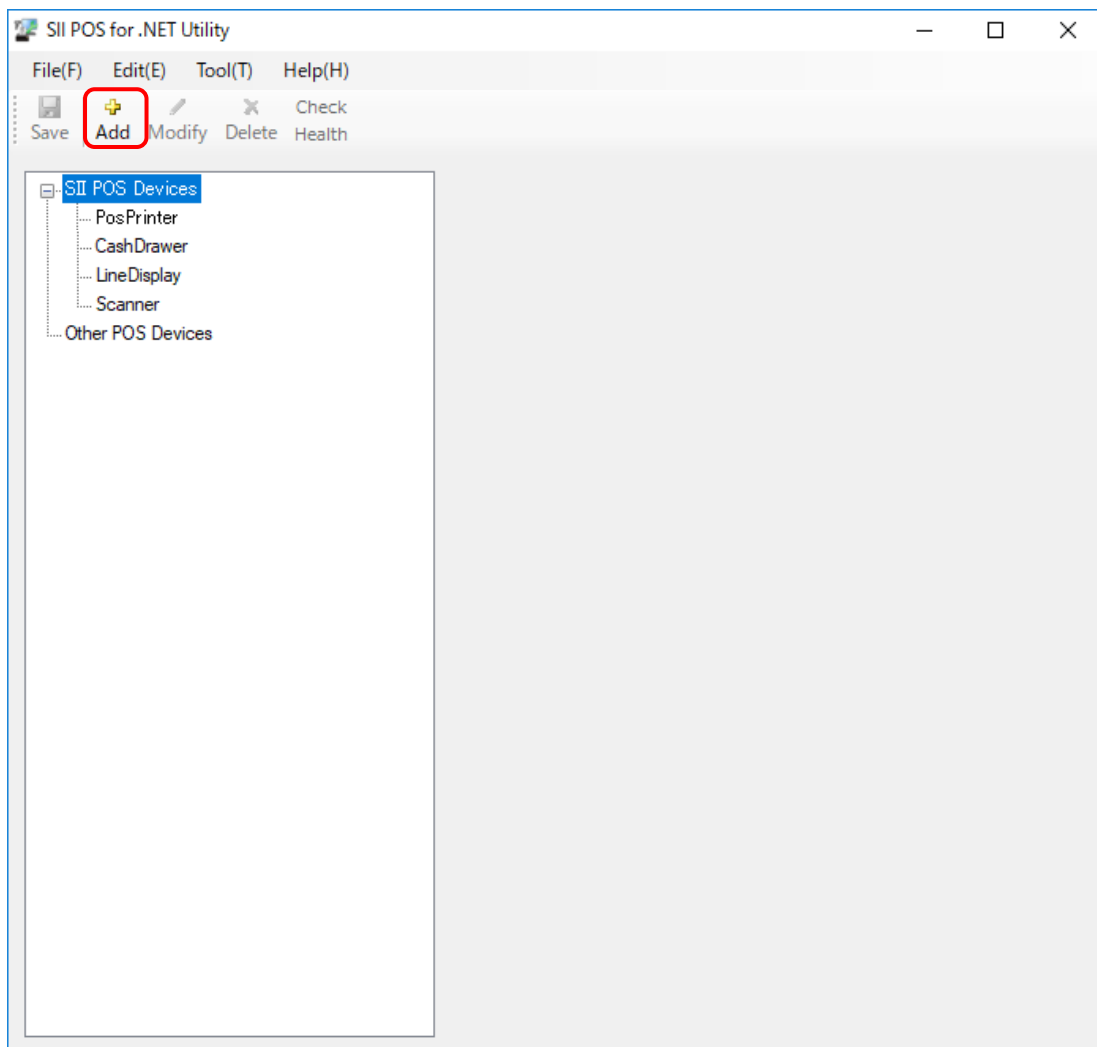 SII POS for .NET Utility
File(F) Edit(E) Tool(T) Help(H)
Save Add Modify Delete Check Health
SII POS Devices
PosPrinter
CashDrawer
LineDisplay
Scanner
Other POS Devices